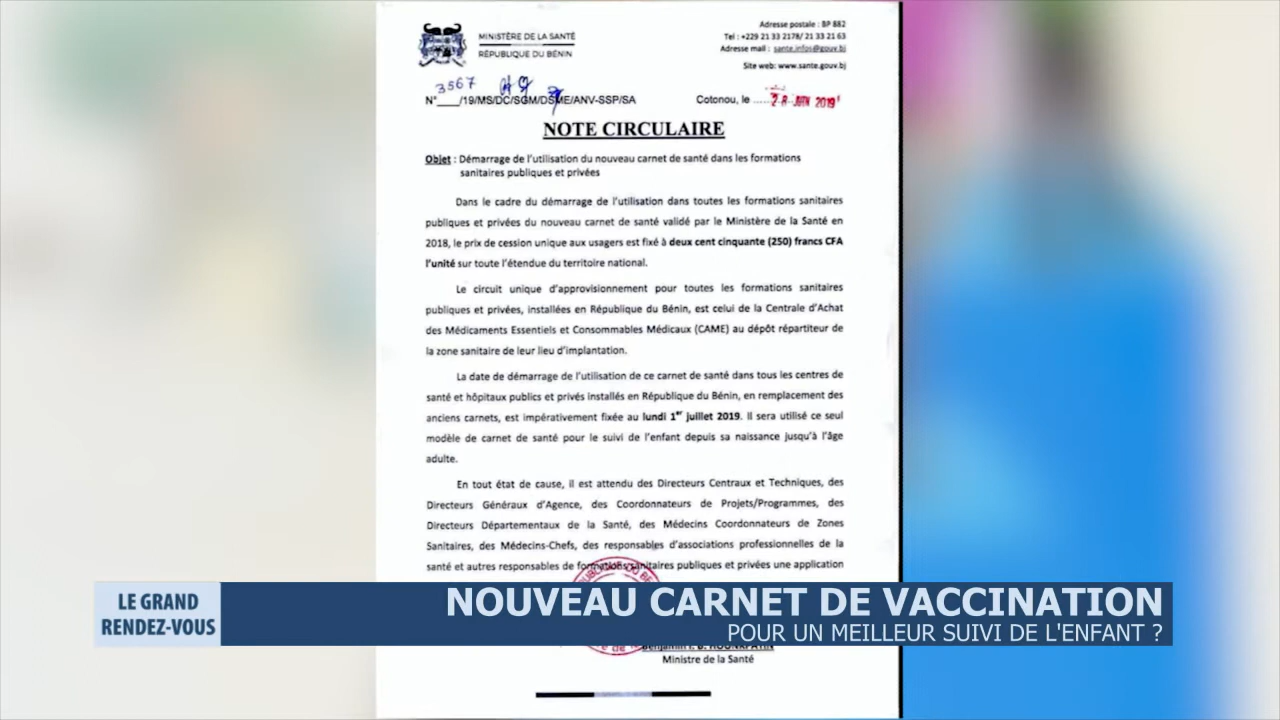 MINISTÈRE DE LA SANTÉ
RÉPUBLIQUE DU BÉNIN
Adresse postale : BP 882
Tel : +229 21 33 2178/ 21 33 21 63
Adresse mail : sante.infos@gouv.bj
Site web: www.sante.gouv.bj
3567
N°___/19/MS/DC/SGM/DSME/ANV-SSP/SA
Cotonou, le ..... 28 JUIN 2019
NOTE CIRCULAIRE
Objet : Démarrage de l'utilisation du nouveau carnet de santé dans les formations
sanitaires publiques et privées
Dans le cadre du démarrage de l'utilisation dans toutes les formations sanitaires
publiques et privées du nouveau carnet de santé validé par le Ministère de la Santé en
2018, le prix de cession unique aux usagers est fixé à deux cent cinquante (250) francs CFA
l'unité sur toute l'étendue du territoire national.
Le circuit unique d'approvisionnement pour toutes les formations sanitaires
publiques et privées, installées en République du Bénin, est celui de la Centrale d'Achat
des Médicaments Essentiels et Consommables Médicaux (CAME) au dépôt répartiteur de
la zone sanitaire de leur lieu d'implantation.
La date de démarrage de l'utilisation de ce carnet de santé dans tous les centres de
santé et hôpitaux publics et privés installés en République du Bénin, en remplacement des
anciens carnets, est impérativement fixée au lundi 1er juillet 2019. Il sera utilisé ce seul
modèle de carnet de santé pour le suivi de l'enfant depuis sa naissance jusqu'à l'âge
adulte.
En tout état de cause, il est attendu des Directeurs Centraux et Techniques, des
Directeurs Généraux d'Agence, des Coordonnateurs de Projets/Programmes, des
Directeurs Départementaux de la Santé, des Médecins Coordonnateurs de Zones
Sanitaires, des Médecins-Chefs, des responsables d'associations professionnelles de la
santé et autres responsables de formations sanitaires publiques et privées une application
LE GRAND
RENDEZ-VOUS
NOUVEAU CARNET DE VACCINATION
POUR UN MEILLEUR SUIVI DE L'ENFANT ?
Benjamin I. B. HOUNKPATIN
Ministre de la Santé